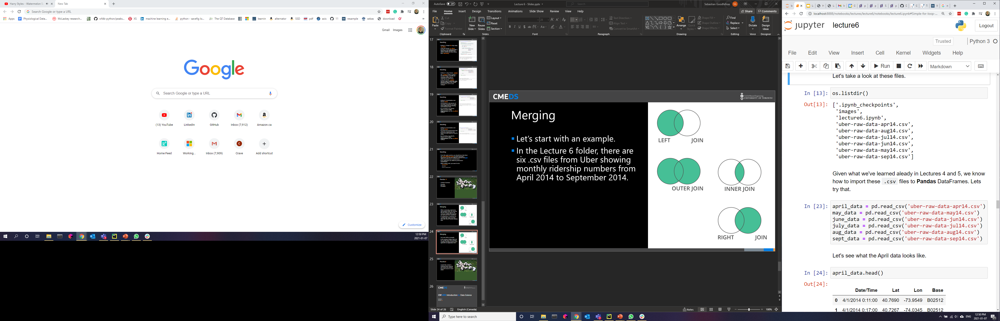 Harry Styles - Watermelon S
New Tab
Search Google or type a URL
Apps
Physiological Data...
McLaskey research...
wfdb-python/peaks...
X5
machine learning e...
python - savefig lo...
The QT Database
learnin
alternator
SSD
pdf
axis
11
resample
sebas
download
Gmail
Images
Google
Search Google or type a URL
(13) YouTube
LinkedIn
GitHub
Inbox (7,912)
Amazon.ca
Home Feed
Working...
Inbox (7,909)
Crave
Add shortcut
Customize
12:50 PM
2021-01-07
AutoSave
Off
Lecture 6 - Slides.pptx
Search
Sebastian Goodfellow
SG
File
Home
Insert
Design
Transitions
Animations
Slide Show
Review
View
Help
Share
Comments
Paste
Cut
Copy
Format Painter
Clipboard
New
Slide
Reuse
Slides
Layout
Reset
Section
Slides
Font
Text Direction
Align Text
Convert to SmartArt
Paragraph
Arrange
Quick
Styles
Shape Fill
Shape Outline
Shape Effects
Drawing
Find
Replace
Select
Editing
Dictate
Voice
Design
Ideas
Designer
17
18
19
20
21
22
23
24
25
26
CMEDS
Civil & Mineral Engineering
UNIVERSITY OF TORONTO
Merging
Let's start with an example.
In the Lecture 6 folder, there are
six .csv files from Uber showing
monthly ridership numbers from
April 2014 to September 2014.
LEFT JOIN
OUTER JOIN
INNER JOIN
RIGHT JOIN
Slide 24 of 26
English (Canada)
Notes
100%
Type here to search
localhost:8888/notebooks/lectures/lecture6/notebooks/lecture6.ipynb#Simple-for-loop-...
jupyter
lecture6
Logout
Trusted
Python 3
File
Edit
View
Insert
Cell
Kernel
Widgets
Help
Run
Markdown
Let's take a look at these files.
In [13]: os.listdir()
Out[13]: ['.ipynb_checkpoints',
'images',
'lecture6.ipynb',
'uber-raw-data-apr14.csv',
'uber-raw-data-aug14.csv',
'uber-raw-data-jul14.csv',
'uber-raw-data-jun14.csv',
'uber-raw-data-may14.csv',
'uber-raw-data-sep14.csv']
Given what we've learned aleady in Lectures 4 and 5, we know
how to import these .csv files to Pandas DataFrames. Lets
try that.
In [23]: april_data = pd.read_csv('uber-raw-data-apr14.csv')
may_data = pd.read_csv('uber-raw-data-may14.csv')
june_data = pd.read_csv('uber-raw-data-jun14.csv')
july_data = pd.read_csv('uber-raw-data-jul14.csv')
aug_data = pd.read_csv('uber-raw-data-aug14.csv')
sept_data = pd.read_csv('uber-raw-data-sep14.csv')
Let's see what the April data looks like.
In [24]: april_data.head()
Out[24]:
Date/Time Lat Lon Base
0 4/1/2014 0:11:00 40.7690 -73.9549 B02512
1 4/1/2014 0:17:00 40.7267 -74.0345 B02512
ENG
12:50 PM
2021-01-07